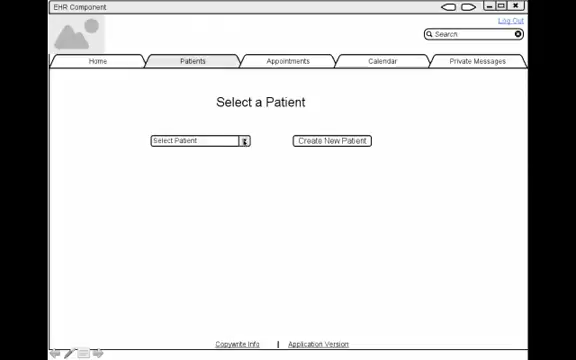 EHR Component
Log Out
Search
Home
Patients
Appointments
Calendar
Private Messages
Select a Patient
Select Patient
Create New Patient
Copywrite Info | Application Version